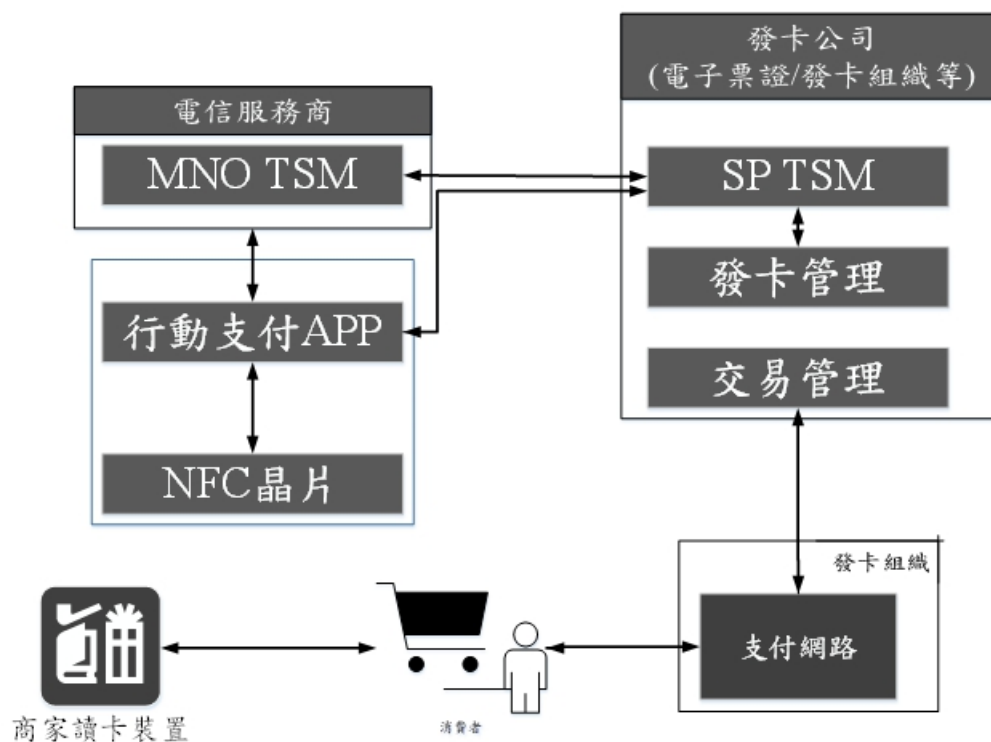 發卡公司
(電子票證/發卡組織等)
電信服務商
MNO TSM
SP TSM
發卡管理
行動支付APP
交易管理
NFC晶片
發卡組織
支付網路
消費者
商家讀卡裝置